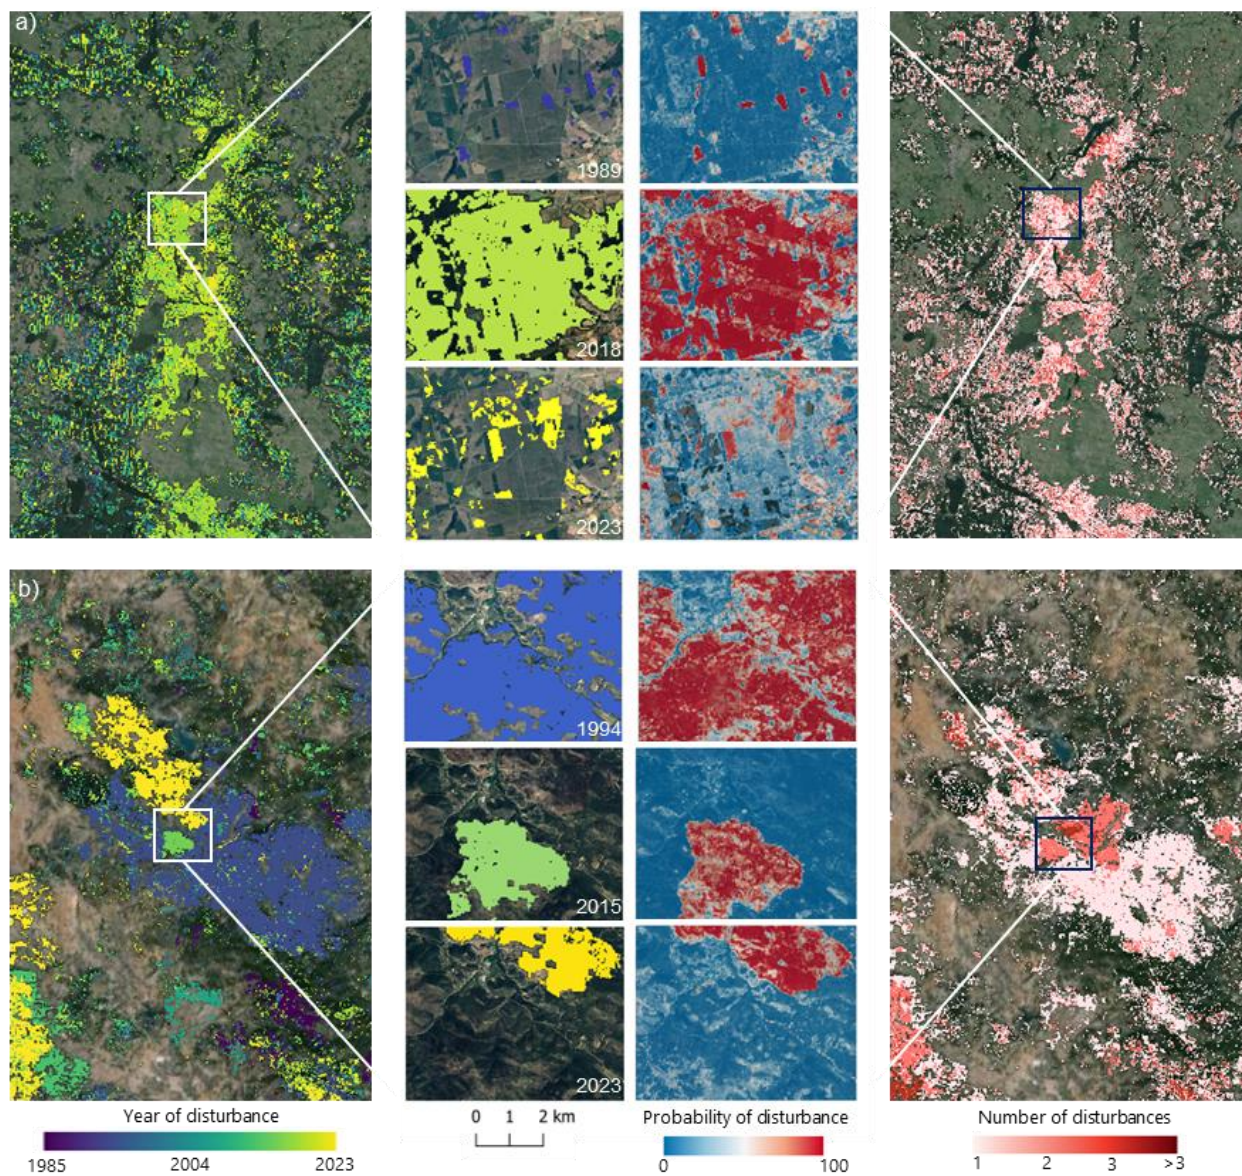 a)
1989
2018
2023
b)
1994
2015
2023
Year of disturbance
1985 2004 2023
0 1 2 km
Probability of disturbance
0 100
Number of disturbances
1 2 3 >3